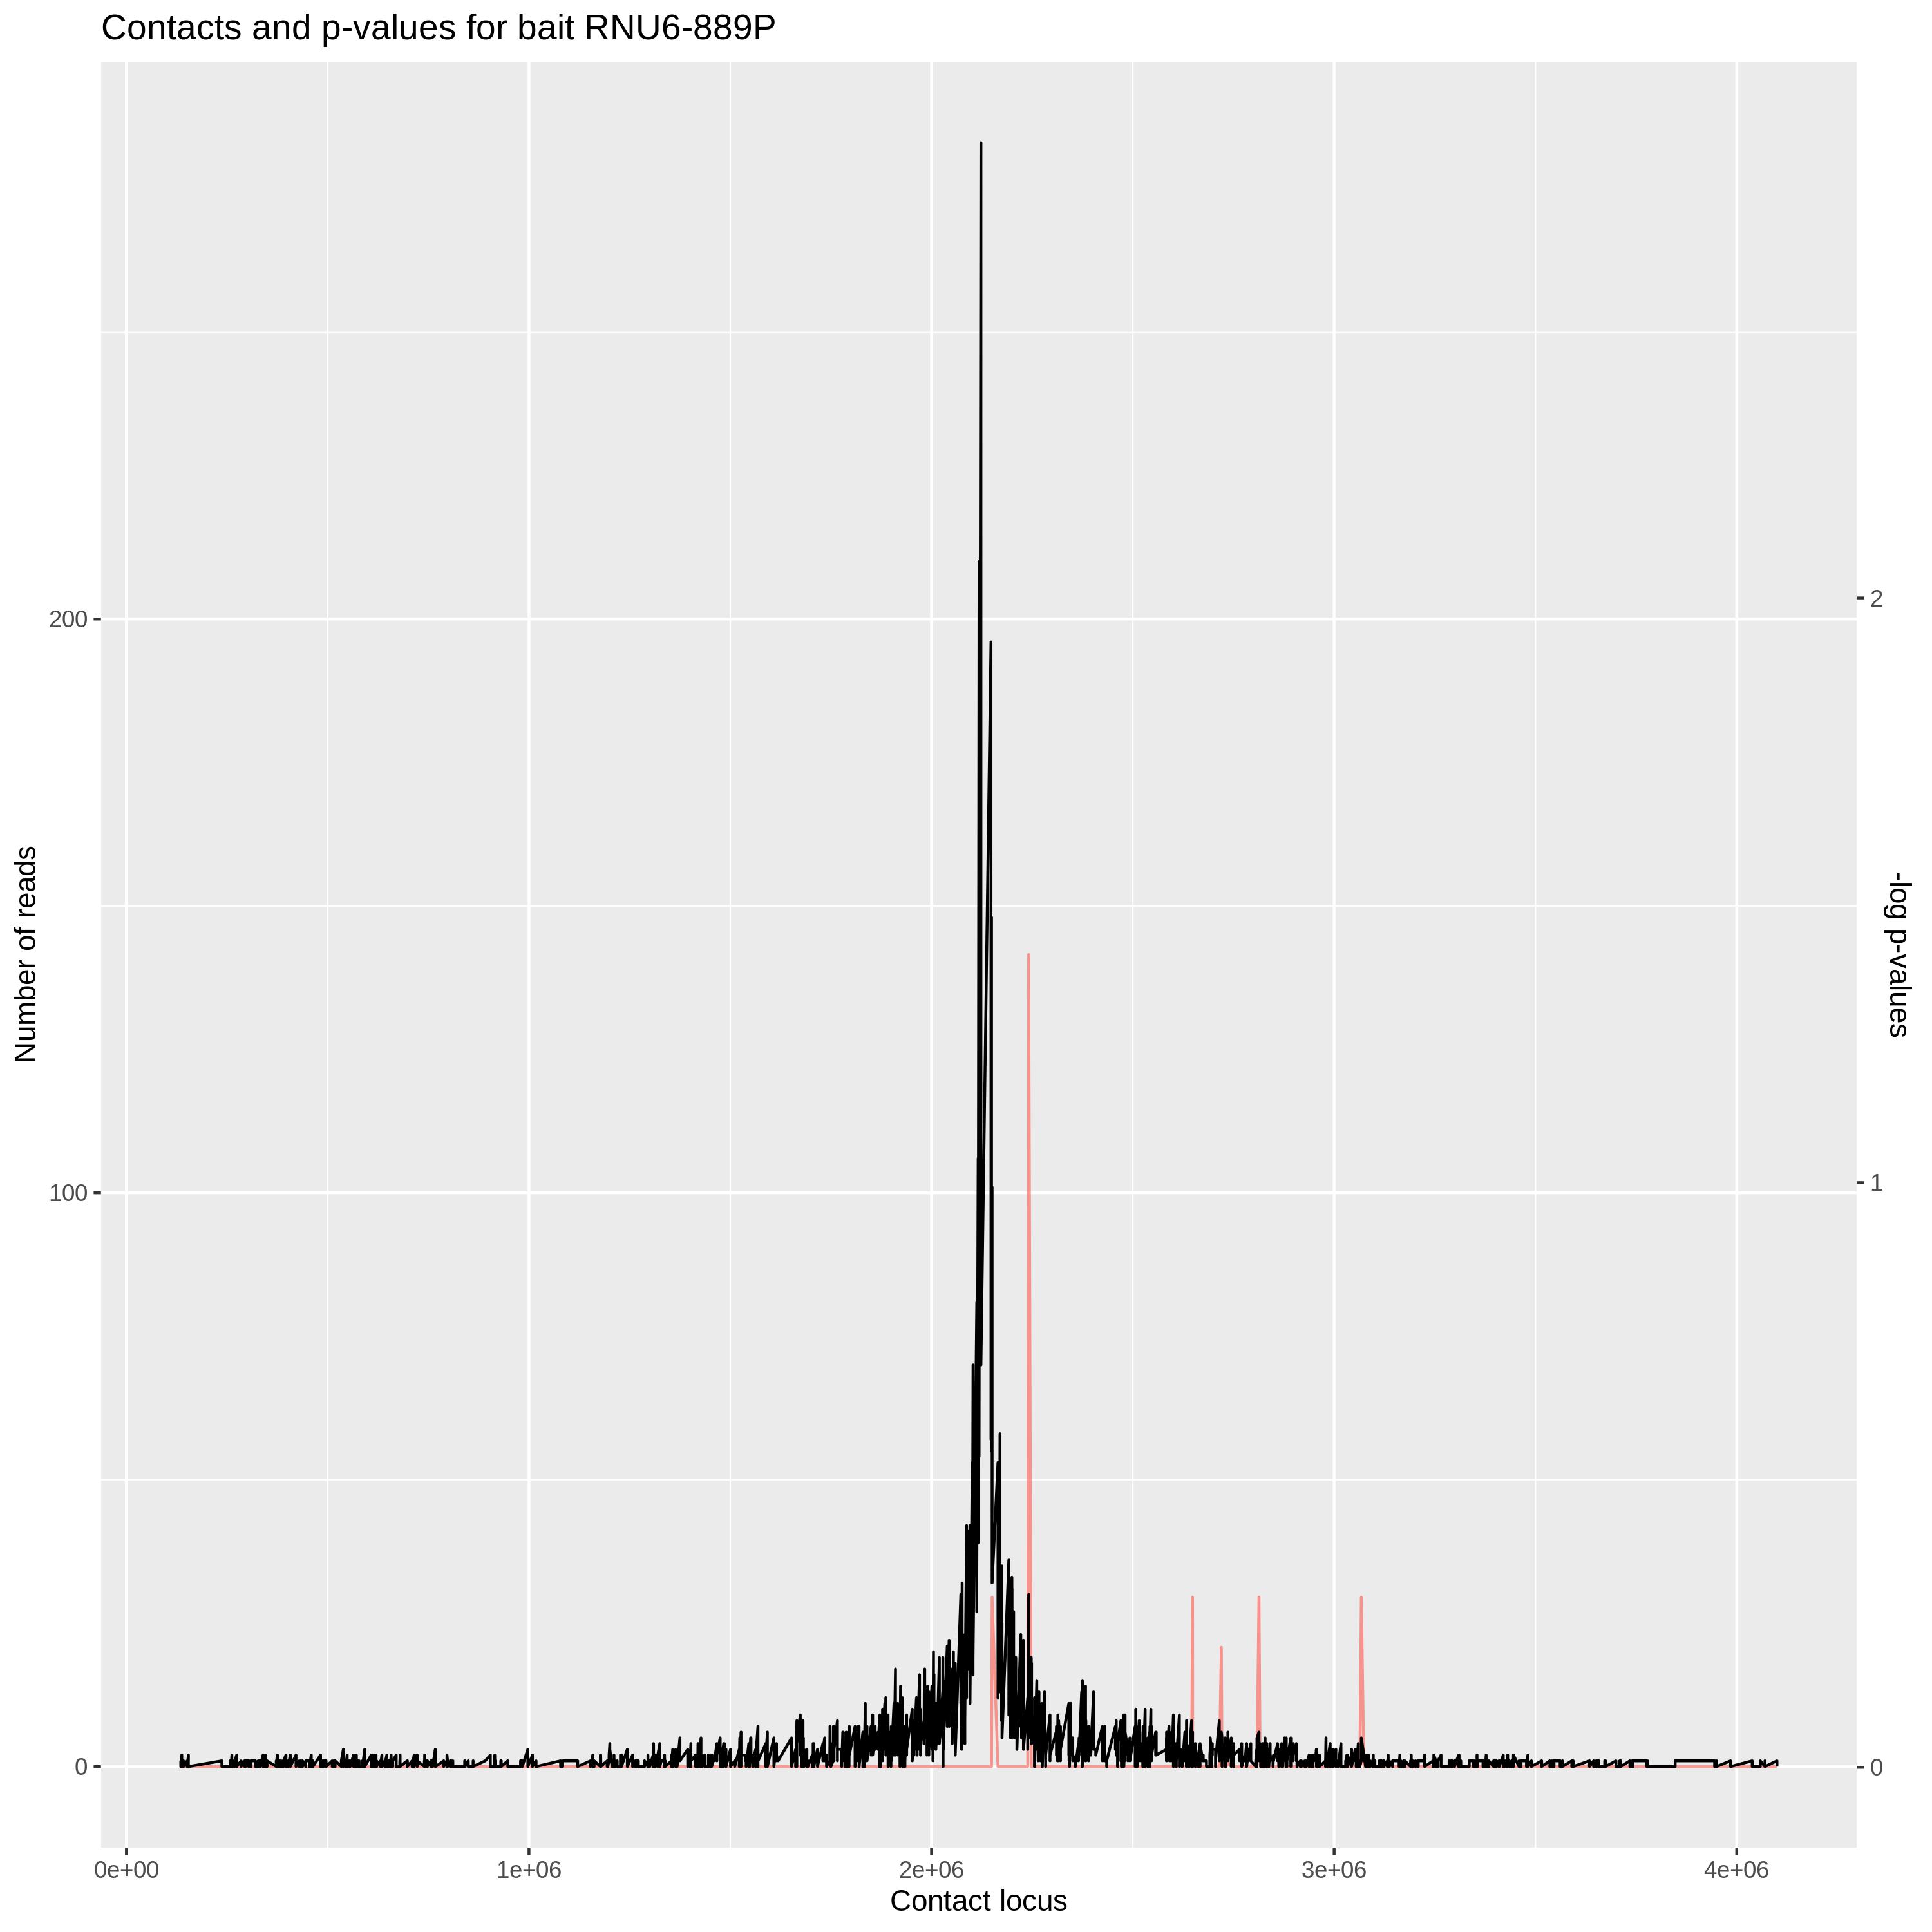 Contacts and p-values for bait RNU6-889P
Number of reads
200
100
0
2
1
0
-log p-values
0e+00
1e+06
2e+06
3e+06
4e+06
Contact locus